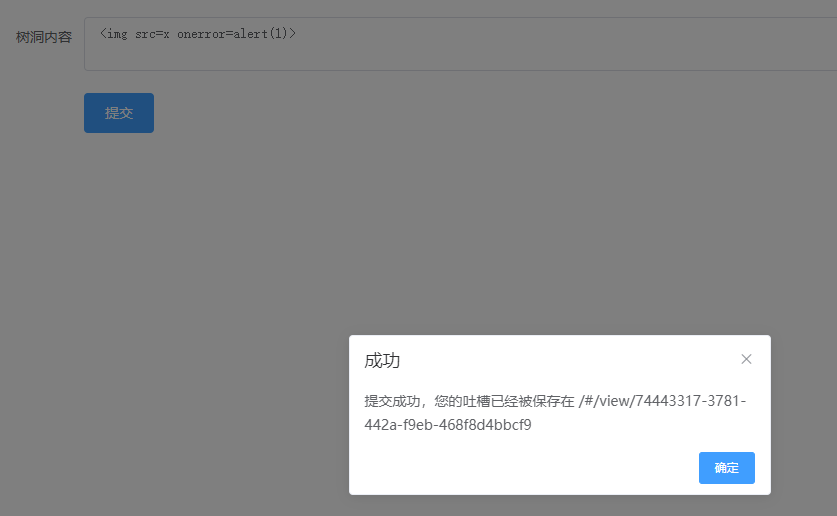 树洞内容
<img src=x onerror=alert(1)>
提交
成功
提交成功，您的吐槽已经被保存在 /#/view/74443317-3781-
442a-f9eb-468f8d4bbcf9
确定